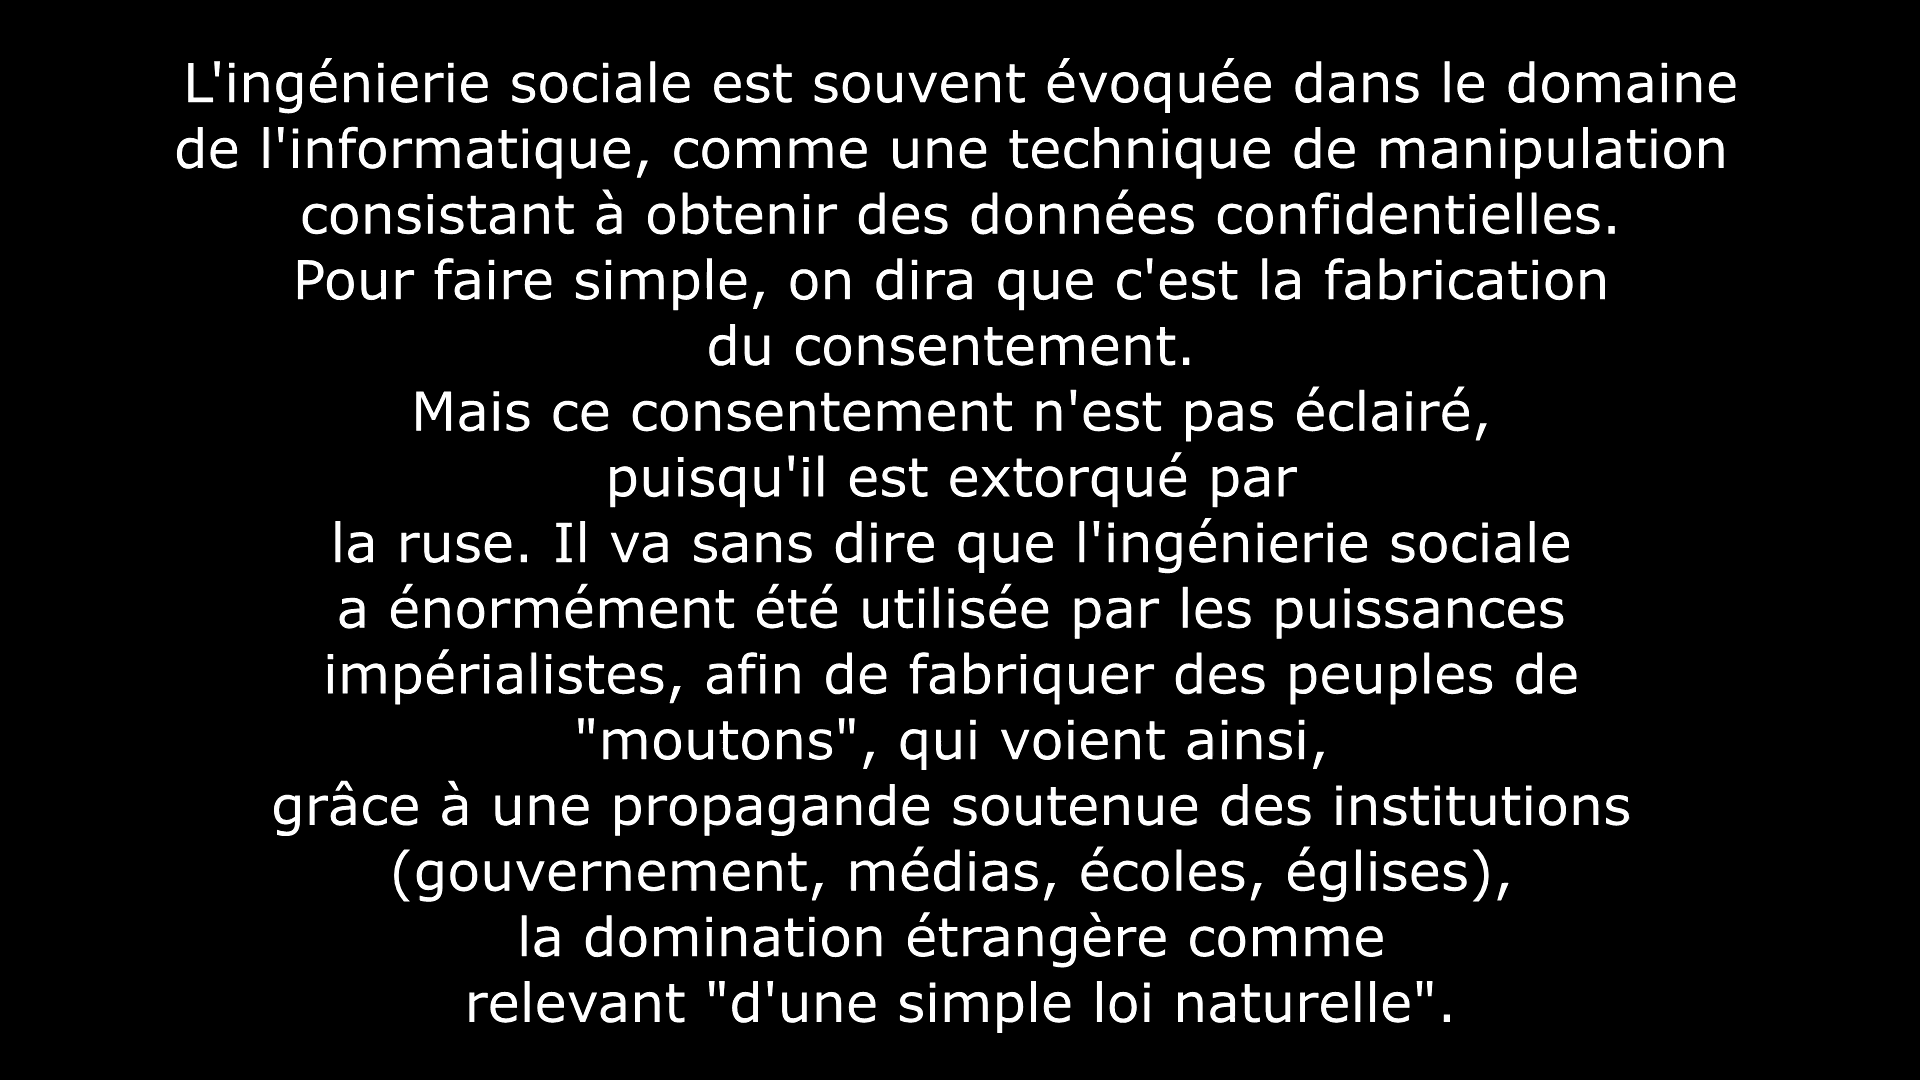 L'ingénierie sociale est souvent évoquée dans le domaine
de l'informatique, comme une technique de manipulation
consistant à obtenir des données confidentielles.
Pour faire simple, on dira que c'est la fabrication
du consentement.
Mais ce consentement n'est pas éclairé,
puisqu'il est extorqué par
la ruse. Il va sans dire que l'ingénierie sociale
a énormément été utilisée par les puissances
impérialistes, afin de fabriquer des peuples de
"moutons", qui voient ainsi,
grâce à une propagande soutenue des institutions
(gouvernement, médias, écoles, églises),
la domination étrangère comme
relevant "d'une simple loi naturelle".